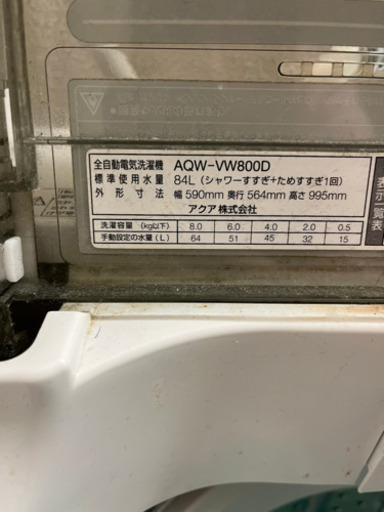 全自動電気洗濯機 AQW-VW800D
標準使用水量 84L (シャワーすすぎ+ためすすぎ1回)
外形寸法 幅 590mm 奥行 564mm 高さ 995mm
アクア株式会社
洗濯容量 (kg以下) 8.0 6.0 4.0 2.0 0.5
手動設定の水量 (L) 64 51 45 32 15